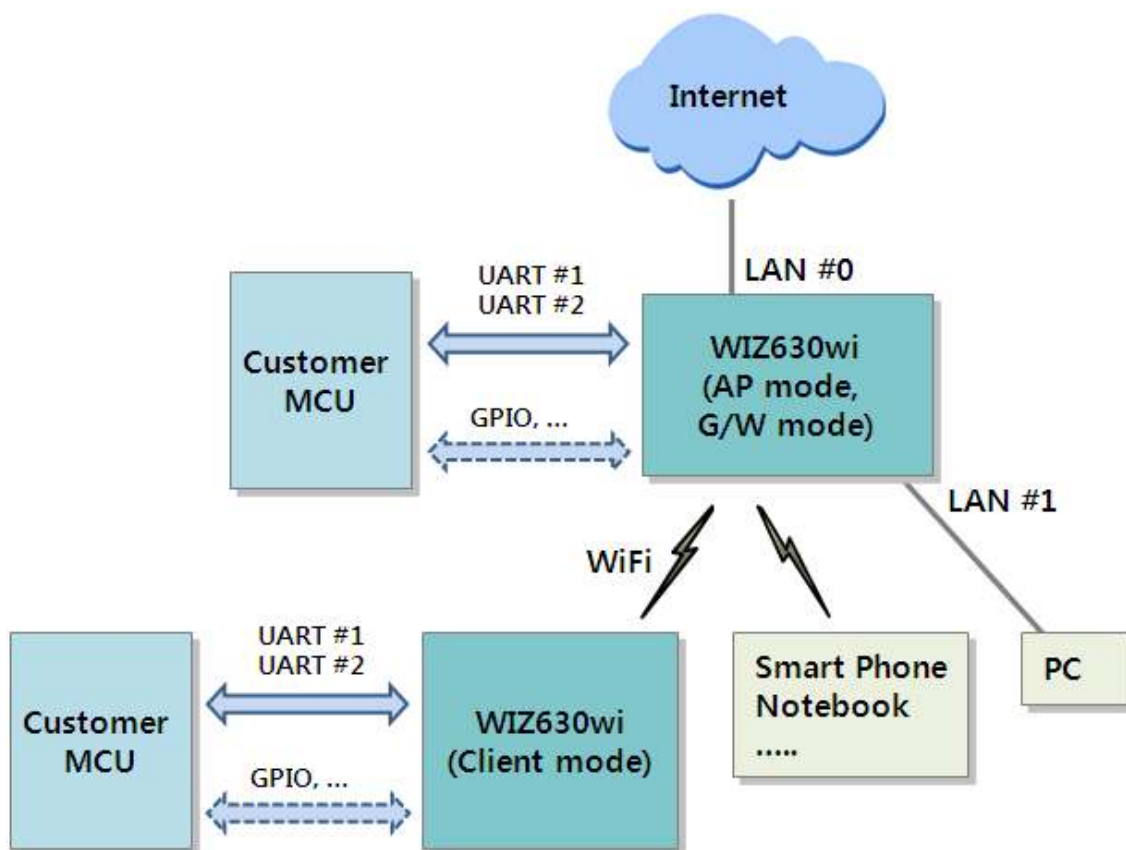 Internet
LAN #0
UART #1
UART #2
Customer
MCU
GPIO, ...
WIZ630wi
(AP mode,
G/W mode)
LAN #1
WiFi
UART #1
UART #2
Customer
MCU
GPIO, ...
WIZ630wi
(Client mode)
Smart Phone
Notebook
.....
PC